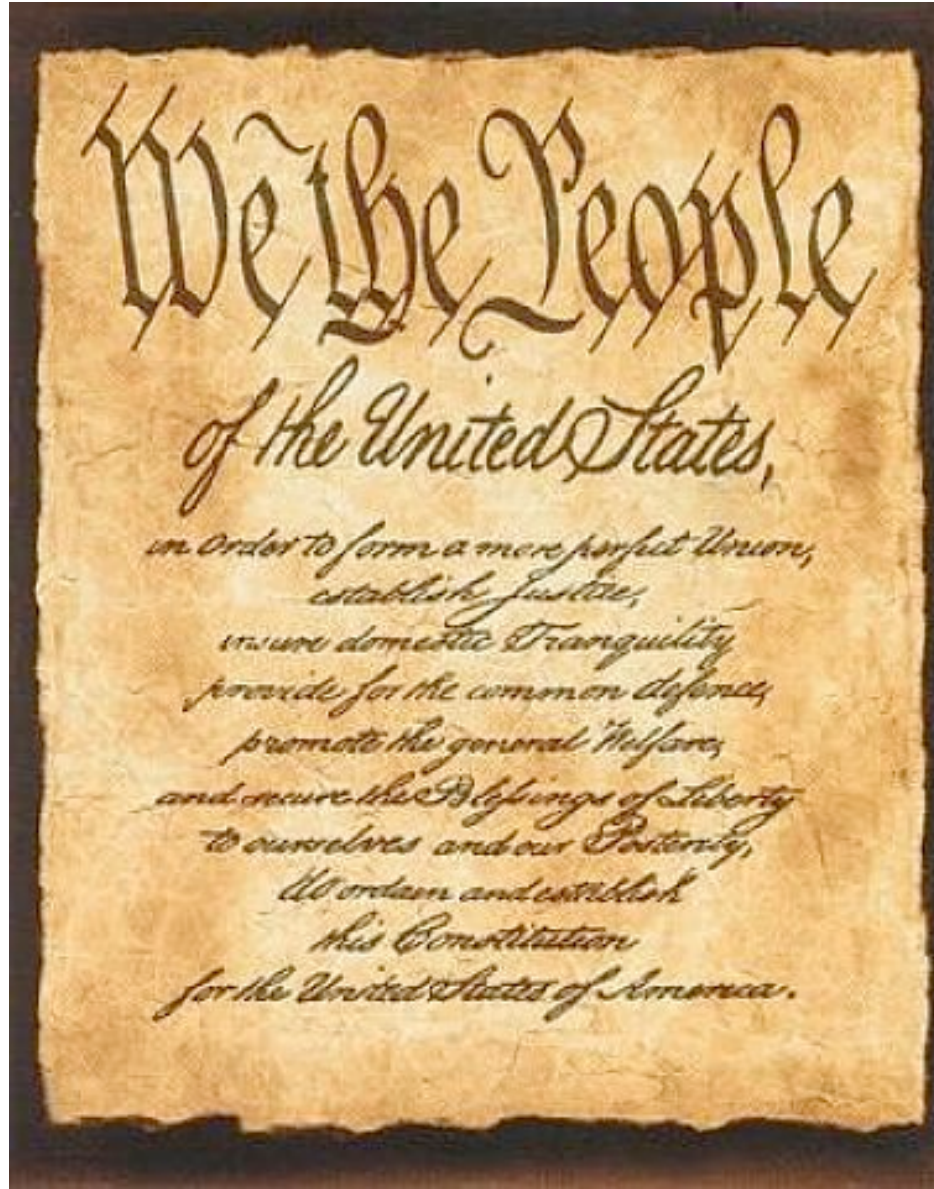 We the People
of the United States,
in Order to form a more perfect Union,
establish Justice,
insure domestic Tranquility
provide for the common defence,
promote the general Welfare,
and secure the Blessings of Liberty
to ourselves and our Posterity,
do ordain and establish
this Constitution
for the United States of America.